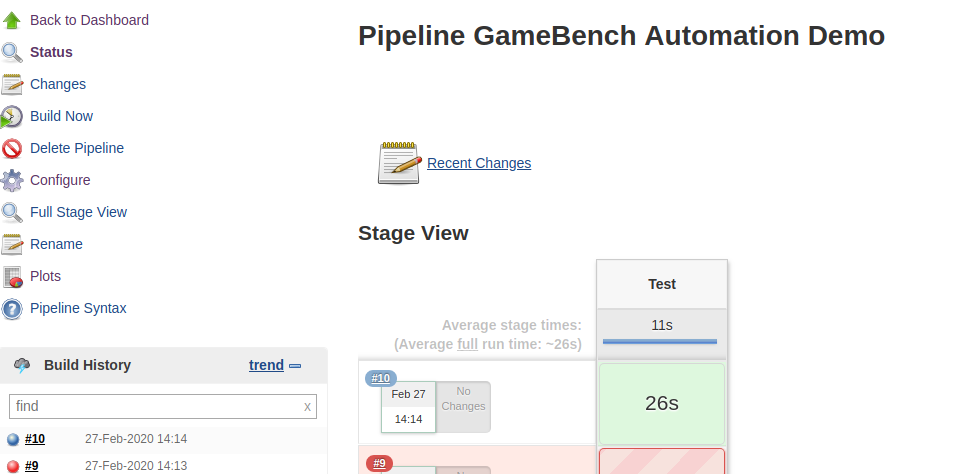 Back to Dashboard
Status
Changes
Build Now
Delete Pipeline
Configure
Full Stage View
Rename
Plots
Pipeline Syntax
Build History
trend
find
x
#10 27-Feb-2020 14:14
#9 27-Feb-2020 14:13
Pipeline GameBench Automation Demo
Recent Changes
Stage View
Test
Average stage times:
(Average full run time: ~26s)
11s
#10
Feb 27
14:14
No
Changes
26s
#9